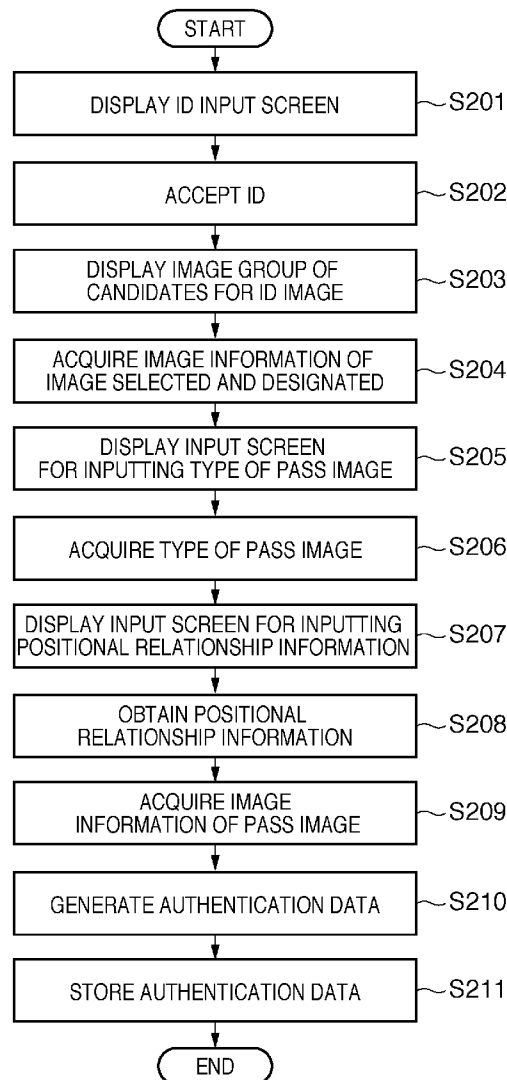 START
DISPLAY ID INPUT SCREEN
S201
ACCEPT ID
S202
DISPLAY IMAGE GROUP OF
CANDIDATES FOR ID IMAGE
S203
ACQUIRE IMAGE INFORMATION OF
IMAGE SELECTED AND DESIGNATED
S204
DISPLAY INPUT SCREEN
FOR INPUTTING TYPE OF PASS IMAGE
S205
ACQUIRE TYPE OF PASS IMAGE
S206
DISPLAY INPUT SCREEN FOR INPUTTING
POSITIONAL RELATIONSHIP INFORMATION
S207
OBTAIN POSITIONAL
RELATIONSHIP INFORMATION
S208
ACQUIRE IMAGE
INFORMATION OF PASS IMAGE
S209
GENERATE AUTHENTICATION DATA
S210
STORE AUTHENTICATION DATA
S211
END